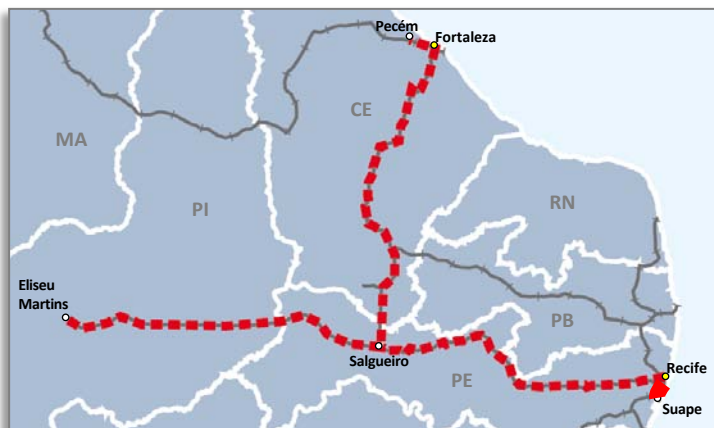 Pecém
Fortaleza
CE
MA
PI
RN
Eliseu
Martins
PB
Salgueiro
Recife
PE
Suape